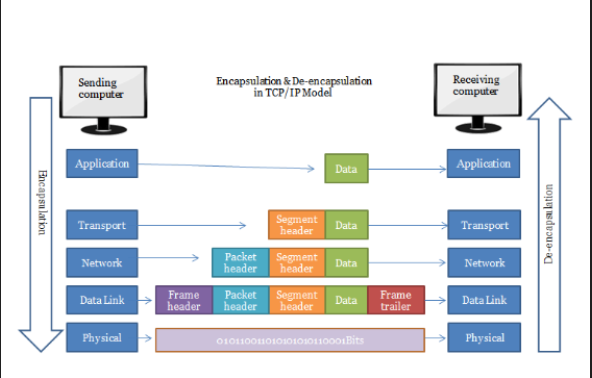 Sending
computer
Encapsulation & De-encapsulation
in TCP/IP Model
Receiving
computer
Encapsulation
De-encapsulation
Application
Data
Application
Transport
Segment
header
Data
Transport
Network
Packet
header
Segment
header
Data
Network
Data Link
Frame
header
Packet
header
Segment
header
Data
Frame
trailer
Data Link
Physical
0101100110101010110001Bits
Physical